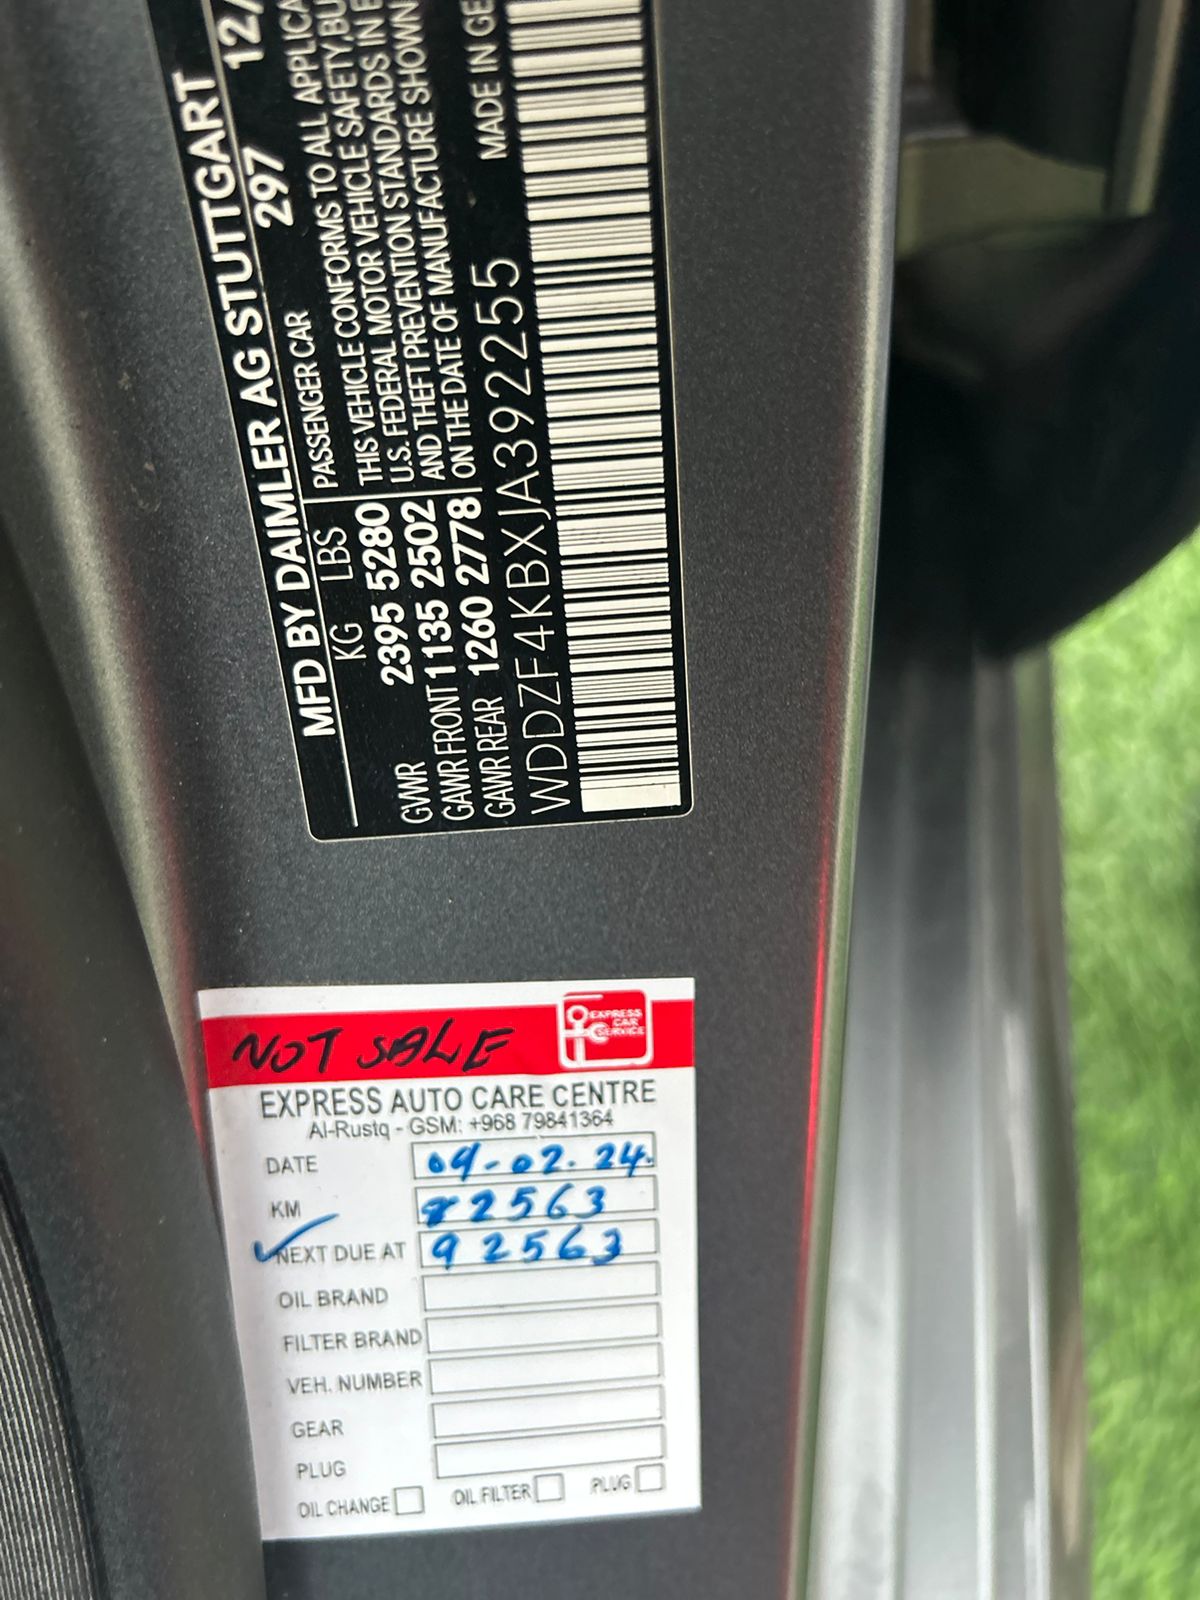 MFD BY DAIMLER AG STUTTGART 12/
KG LBS PASSENGER CAR 297
GVWR 2395 5280 THIS VEHICLE CONFORMS TO ALL
GAWR FRONT 1135 2502 U.S. FEDERAL MOTOR VEHICLE SAFETY,
GAWR REAR 1260 2778 AND THEFT PREVENTION STANDARDS IN
ON THE DATE OF MANUFACTURE SHOWN
MADE IN
WDDZF4KBXJA392255
NOT SALE
EXPRESS
CAR
SERVICE
EXPRESS AUTO CARE CENTRE
Al-Rustq - GSM: +968 79841364
DATE 09-02-24.
KM 82563
NEXT DUE AT 92563
OIL BRAND
FILTER BRAND
VEH. NUMBER
GEAR
PLUG
OIL CHANGE OIL FILTER PLUG